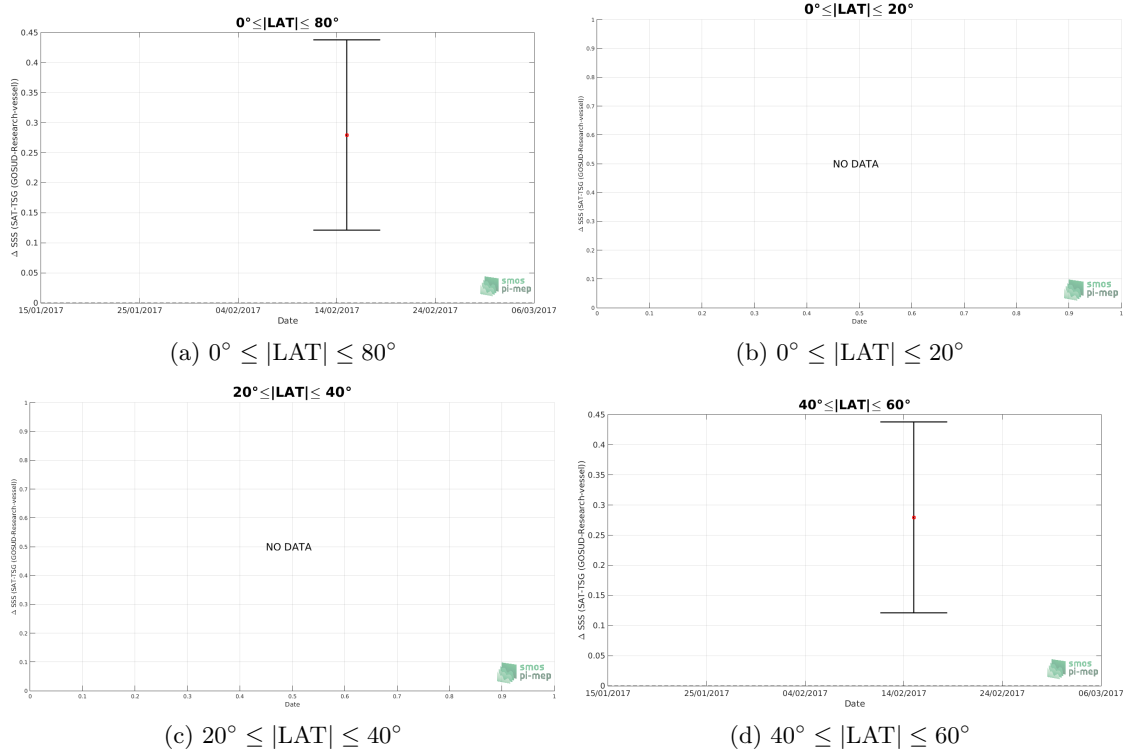 0°≤|LAT|≤ 80°
Δ SSS (SAT-TSG (GOSUD-Research-vessel))
0.45
0.4
0.35
0.3
0.25
0.2
0.15
0.1
0.05
0
15/01/2017 25/01/2017 04/02/2017 14/02/2017 24/02/2017 06/03/2017
Date
smos
pi-mep
(a) 0° ≤ |LAT| ≤ 80°
0°≤|LAT|≤ 20°
Δ SSS (SAT-TSG (GOSUD-Research-vessel))
1
0.9
0.8
0.7
0.6
0.5
0.4
0.3
0.2
0.1
0
NO DATA
0 0.1 0.2 0.3 0.4 0.5 0.6 0.7 0.8 0.9 1
Date
smos
pi-mep
(b) 0° ≤ |LAT| ≤ 20°
20°≤|LAT|≤ 40°
Δ SSS (SAT-TSG (GOSUD-Research-vessel))
1
0.9
0.8
0.7
0.6
0.5
0.4
0.3
0.2
0.1
0
NO DATA
0 0.1 0.2 0.3 0.4 0.5 0.6 0.7 0.8 0.9 1
Date
smos
pi-mep
(c) 20° ≤ |LAT| ≤ 40°
40°≤|LAT|≤ 60°
Δ SSS (SAT-TSG (GOSUD-Research-vessel))
0.45
0.4
0.35
0.3
0.25
0.2
0.15
0.1
0.05
0
15/01/2017 25/01/2017 04/02/2017 14/02/2017 24/02/2017 06/03/2017
Date
smos
pi-mep
(d) 40° ≤ |LAT| ≤ 60°